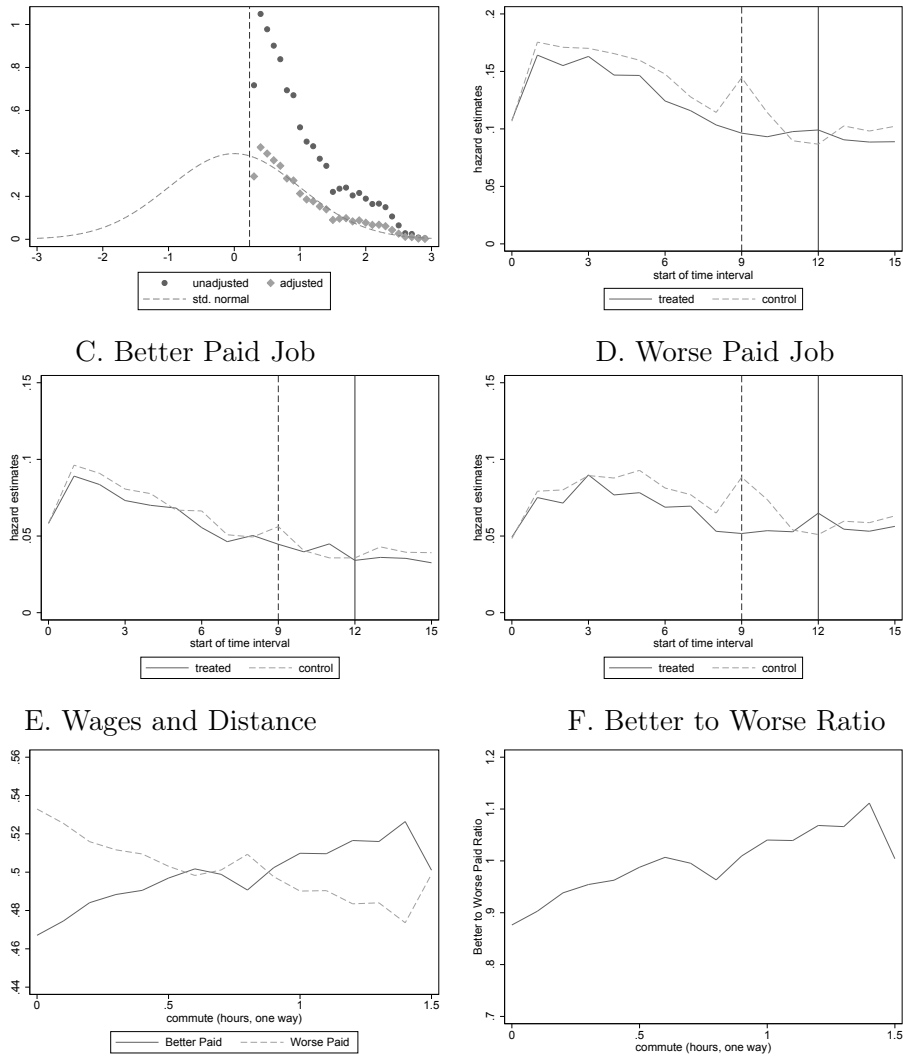 0 .2 .4 .6 .8 1
-3 -2 -1 0 1 2 3
unadjusted adjusted
std. normal
hazard estimates
0 .05 .1 .15 .2
0 3 6 9 12 15
start of time interval
treated control
C. Better Paid Job
hazard estimates
0 .05 .1 .15
0 3 6 9 12 15
start of time interval
treated control
D. Worse Paid Job
hazard estimates
0 .05 .1 .15
0 3 6 9 12 15
start of time interval
treated control
E. Wages and Distance
.44 .46 .48 .5 .52 .54 .56
0 .5 1 1.5
commute (hours, one way)
Better Paid Worse Paid
F. Better to Worse Ratio
Better to Worse Paid Ratio
.7 .8 .9 1 1.1 1.2
0 .5 1 1.5
commute (hours, one way)